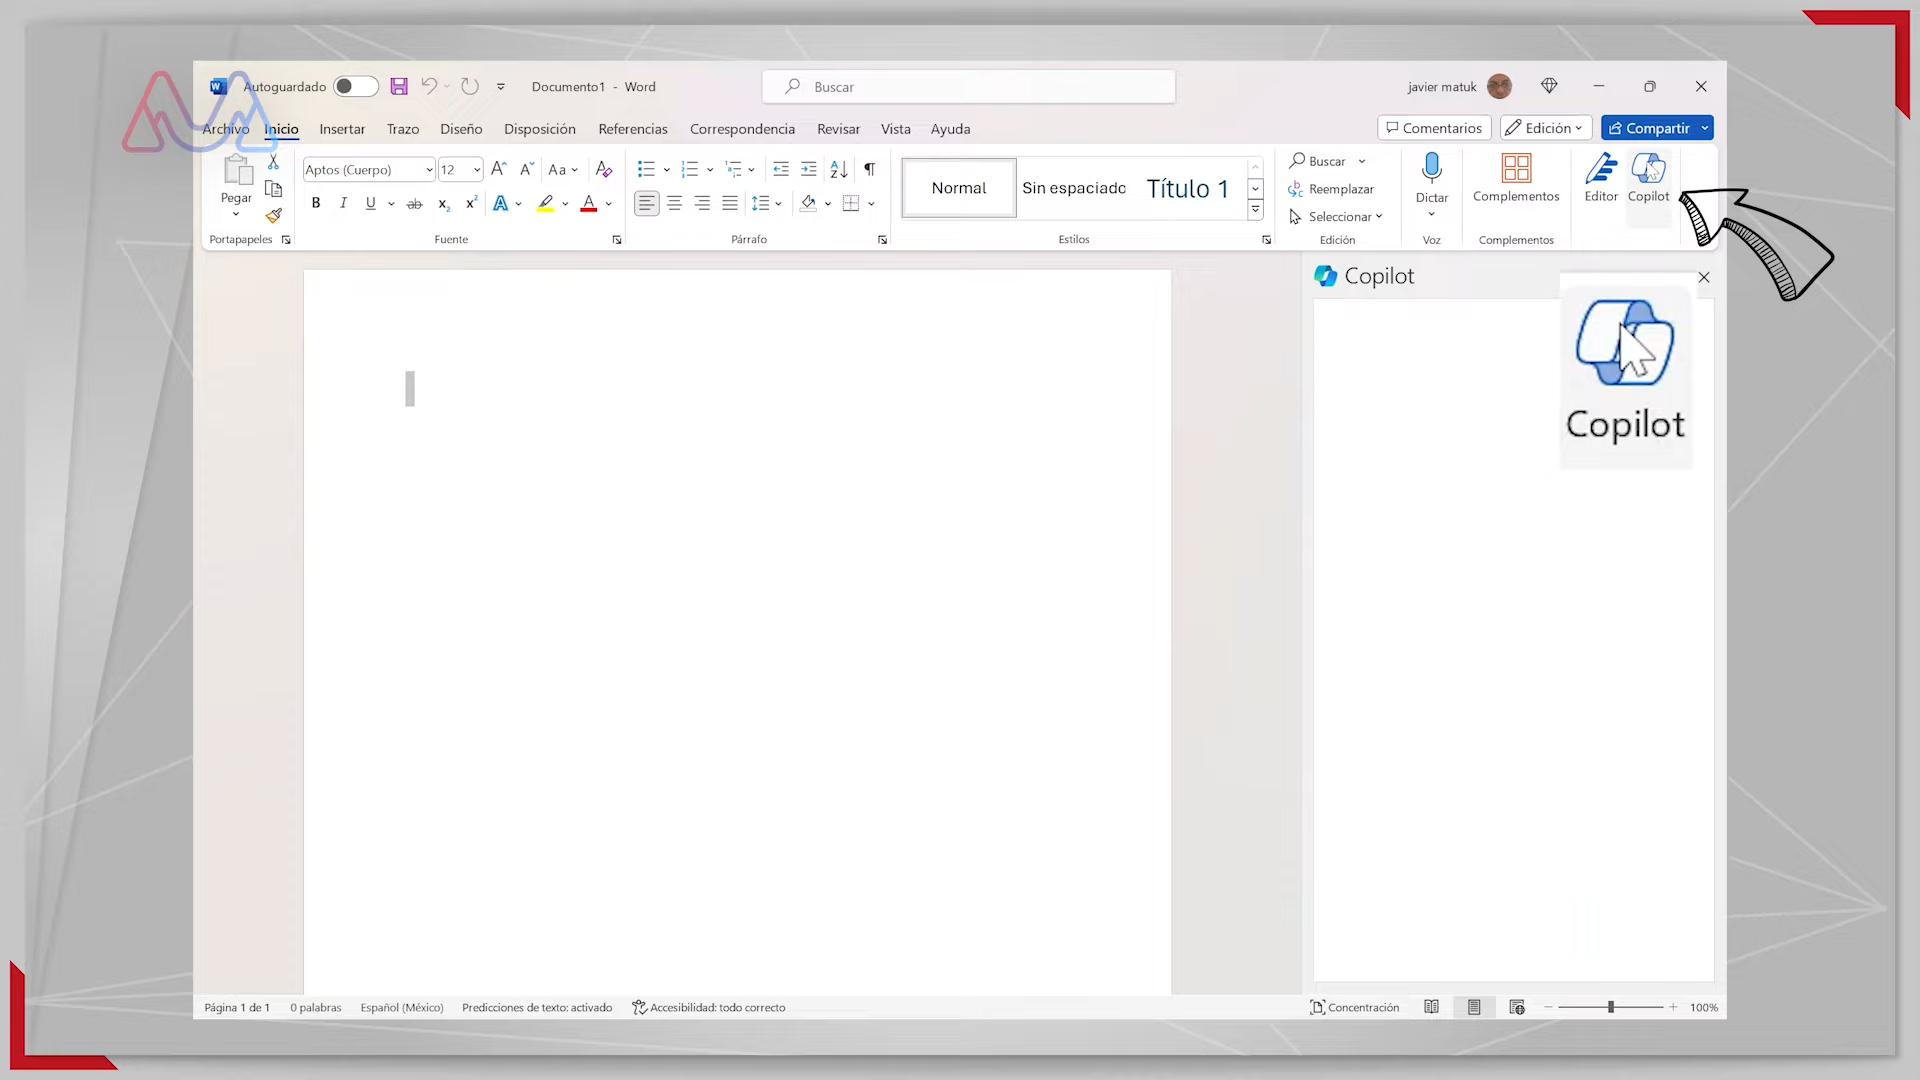 Autoguardado
Documento1 - Word
Buscar
javier matuk
Archivo Inicio Insertar Trazo Diseño Disposición Referencias Correspondencia Revisar Vista Ayuda
Comentarios
Edición
Compartir
Pegar
Portapapeles
Aptos (Cuerpo) 12
Aa
Fuente
Párrafo
Normal
Sin espaciado
Título 1
Estilos
Buscar
Reemplazar
Seleccionar
Edición
Dictar
Voz
Complementos
Complementos
Editor
Copilot
Copilot
Copilot
Página 1 de 1
0 palabras
Español (México)
Predicciones de texto: activado
Accesibilidad: todo correcto
Concentración
100%